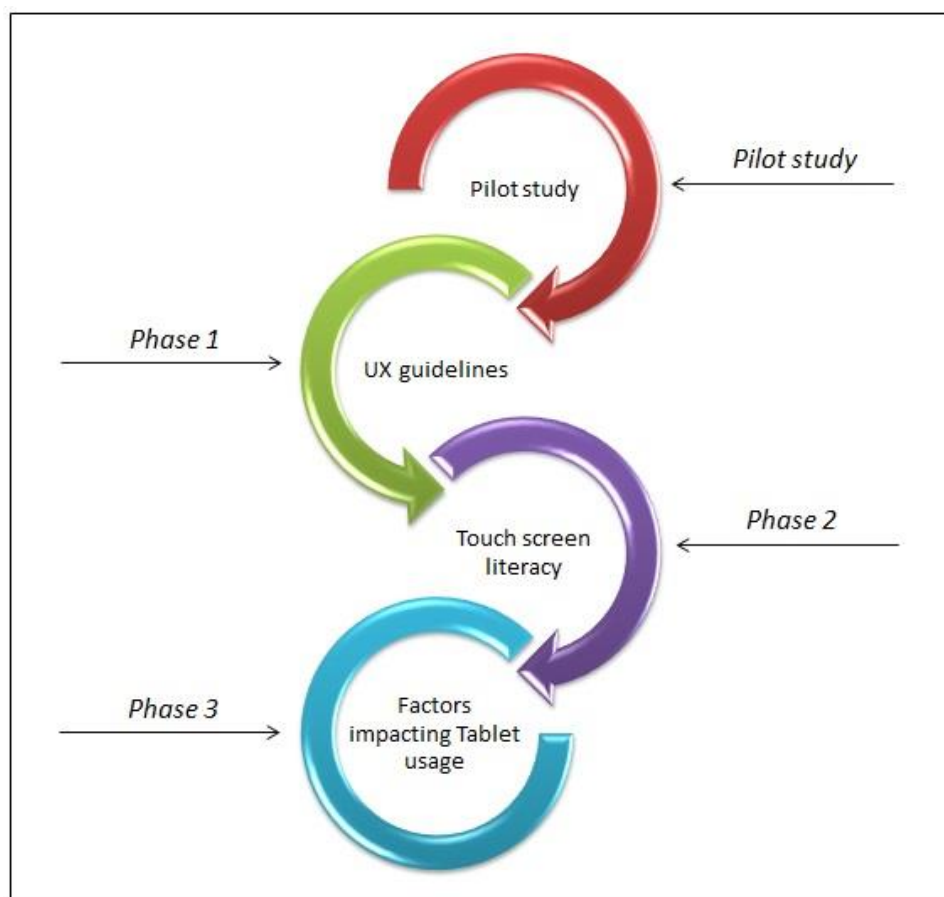 Pilot study
Pilot study
Phase 1
UX guidelines
Touch screen
literacy
Phase 2
Phase 3
Factors
impacting Tablet
usage